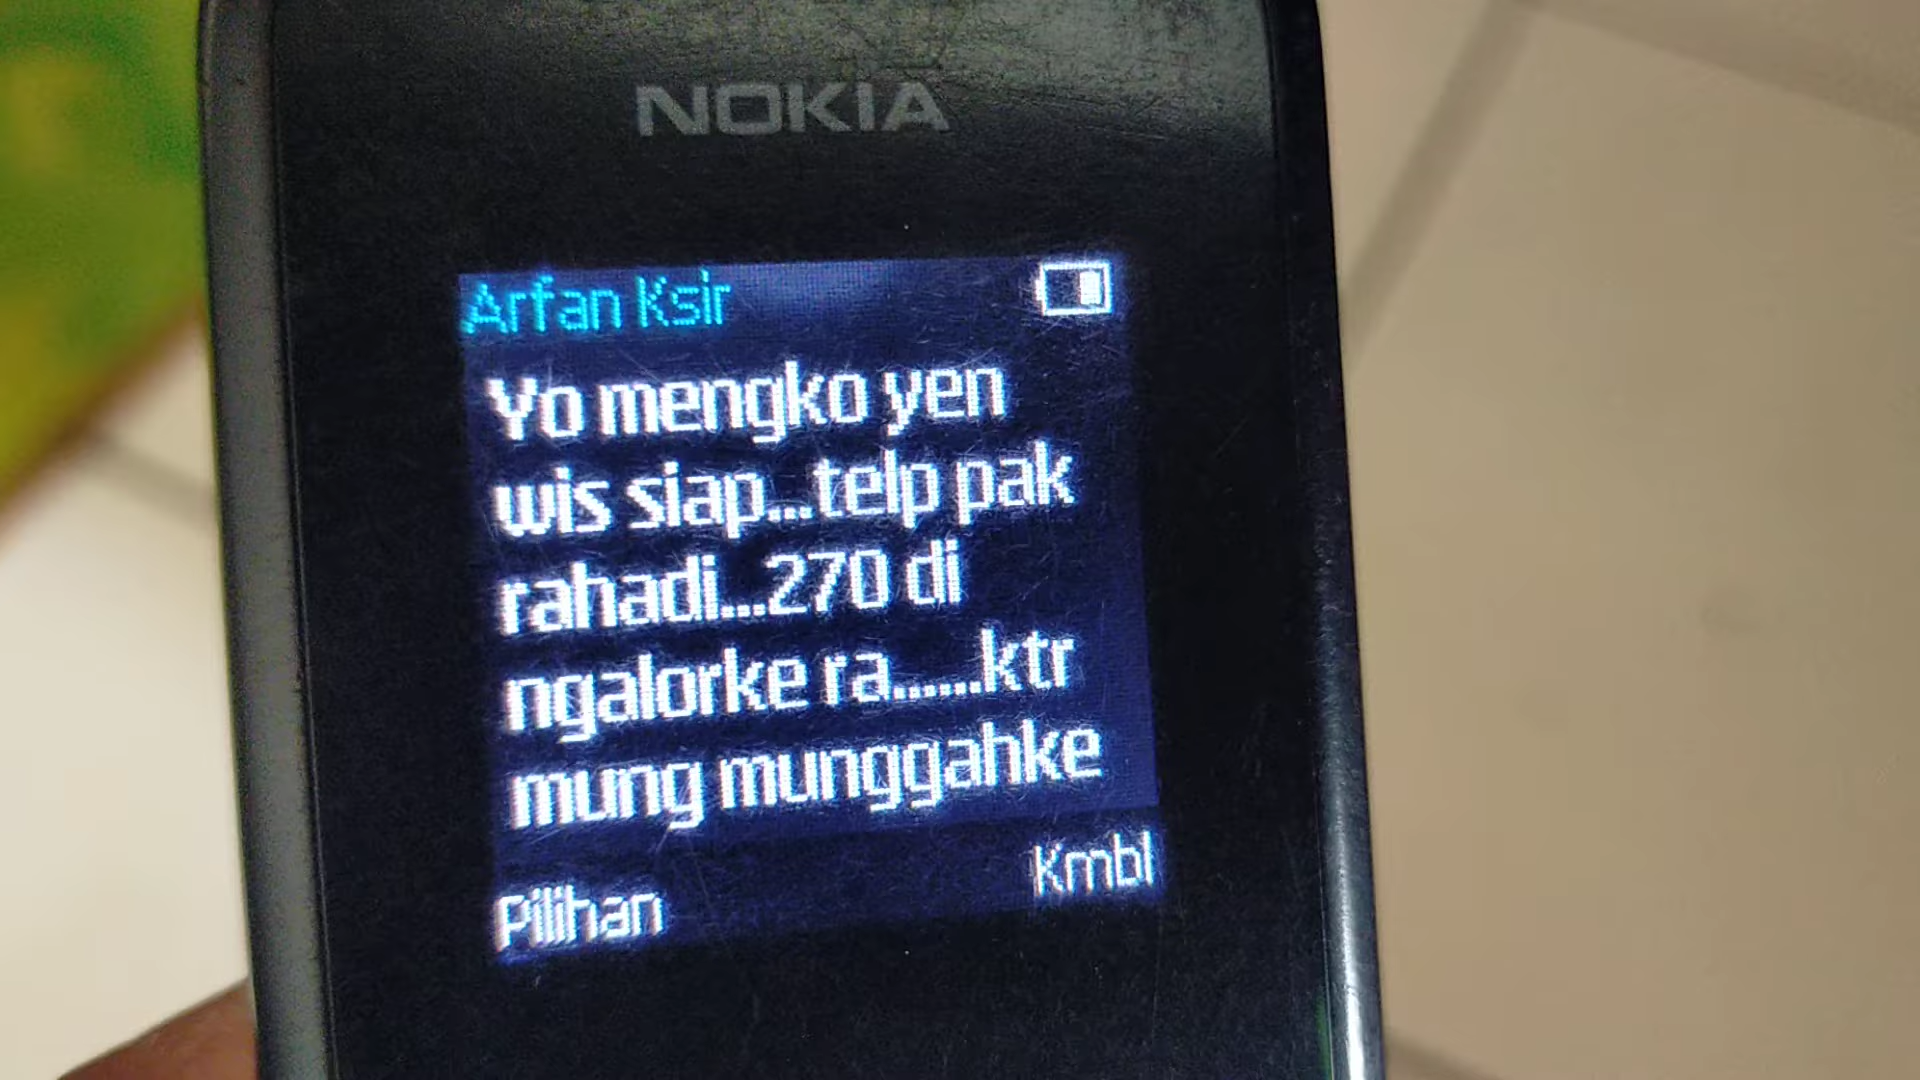 NOKIA
Arfan Ksir
Yo mengko yen
wis siap...telp pak
rahadi...270 di
ngalorke ra......ktr
mung munggahke
Kmbl
Pilihan